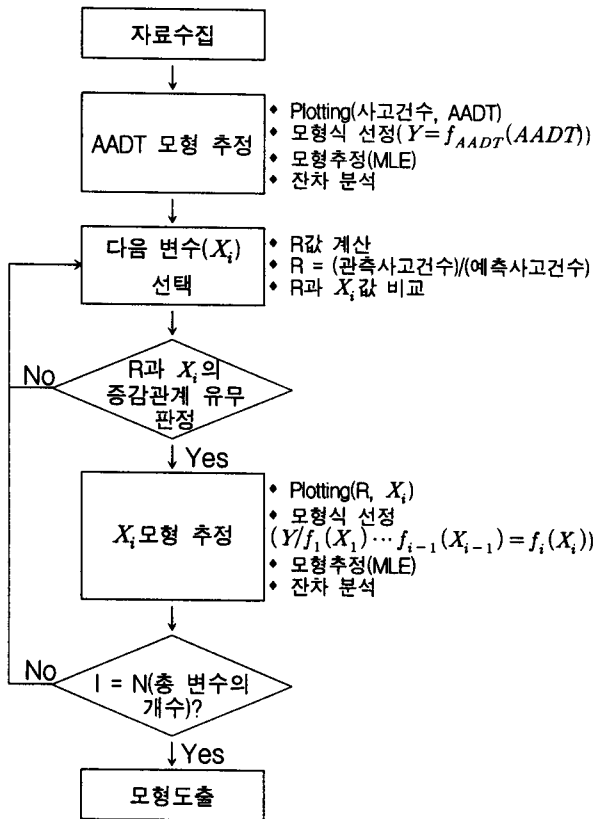 자료수집
AADT 모형 추정
♦ Plotting(사고건수, AADT)
♦ 모형식 선정(Y=f_{AADT}(AADT))
♦ 모형추정(MLE)
♦ 잔차 분석
다음 변수(X_i)
선택
♦ R값 계산
♦ R = (관측사고건수)/(예측사고건수)
♦ R과 X_i값 비교
No
R과 X_i의
증감관계 유무
판정
Yes
X_i모형 추정
♦ Plotting(R, X_i)
♦ 모형식 선정
(Y/f_1(X_1)⋯f_{i-1}(X_{i-1})=f_i(X_i))
♦ 모형추정(MLE)
♦ 잔차 분석
No
I = N(총 변수의
개수)?
Yes
모형도출